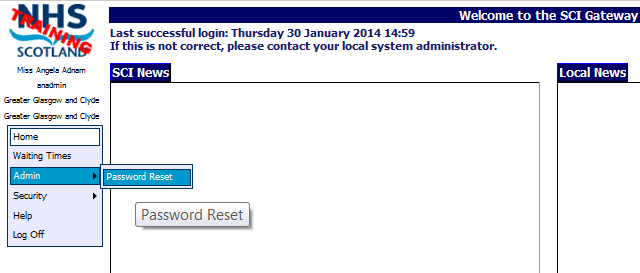 NHS
SCOTLAND
TRAINING
Miss Angela Adnam
anadmin
Greater Glasgow and Clyde
Greater Glasgow and Clyde
Home
Waiting Times
Admin
Security
Help
Log Off
Password Reset
Password Reset
Welcome to the SCI Gateway
Last successful login: Thursday 30 January 2014 14:59
If this is not correct, please contact your local system administrator.
SCI News
Local News